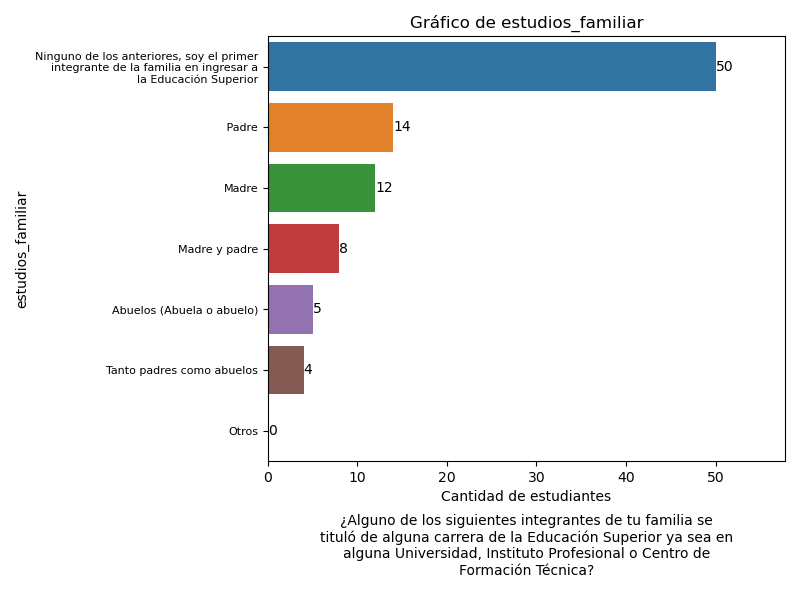 Gráfico de estudios_familiar
Ninguno de los anteriores, soy el primer
integrante de la familia en ingresar a
la Educación Superior
50
Padre
14
Madre
12
Madre y padre
8
Abuelos (Abuela o abuelo)
5
Tanto padres como abuelos
4
Otros
0
estudios_familiar
0 10 20 30 40 50
Cantidad de estudiantes
¿Alguno de los siguientes integrantes de tu familia se
tituló de alguna carrera de la Educación Superior ya sea en
alguna Universidad, Instituto Profesional o Centro de
Formación Técnica?